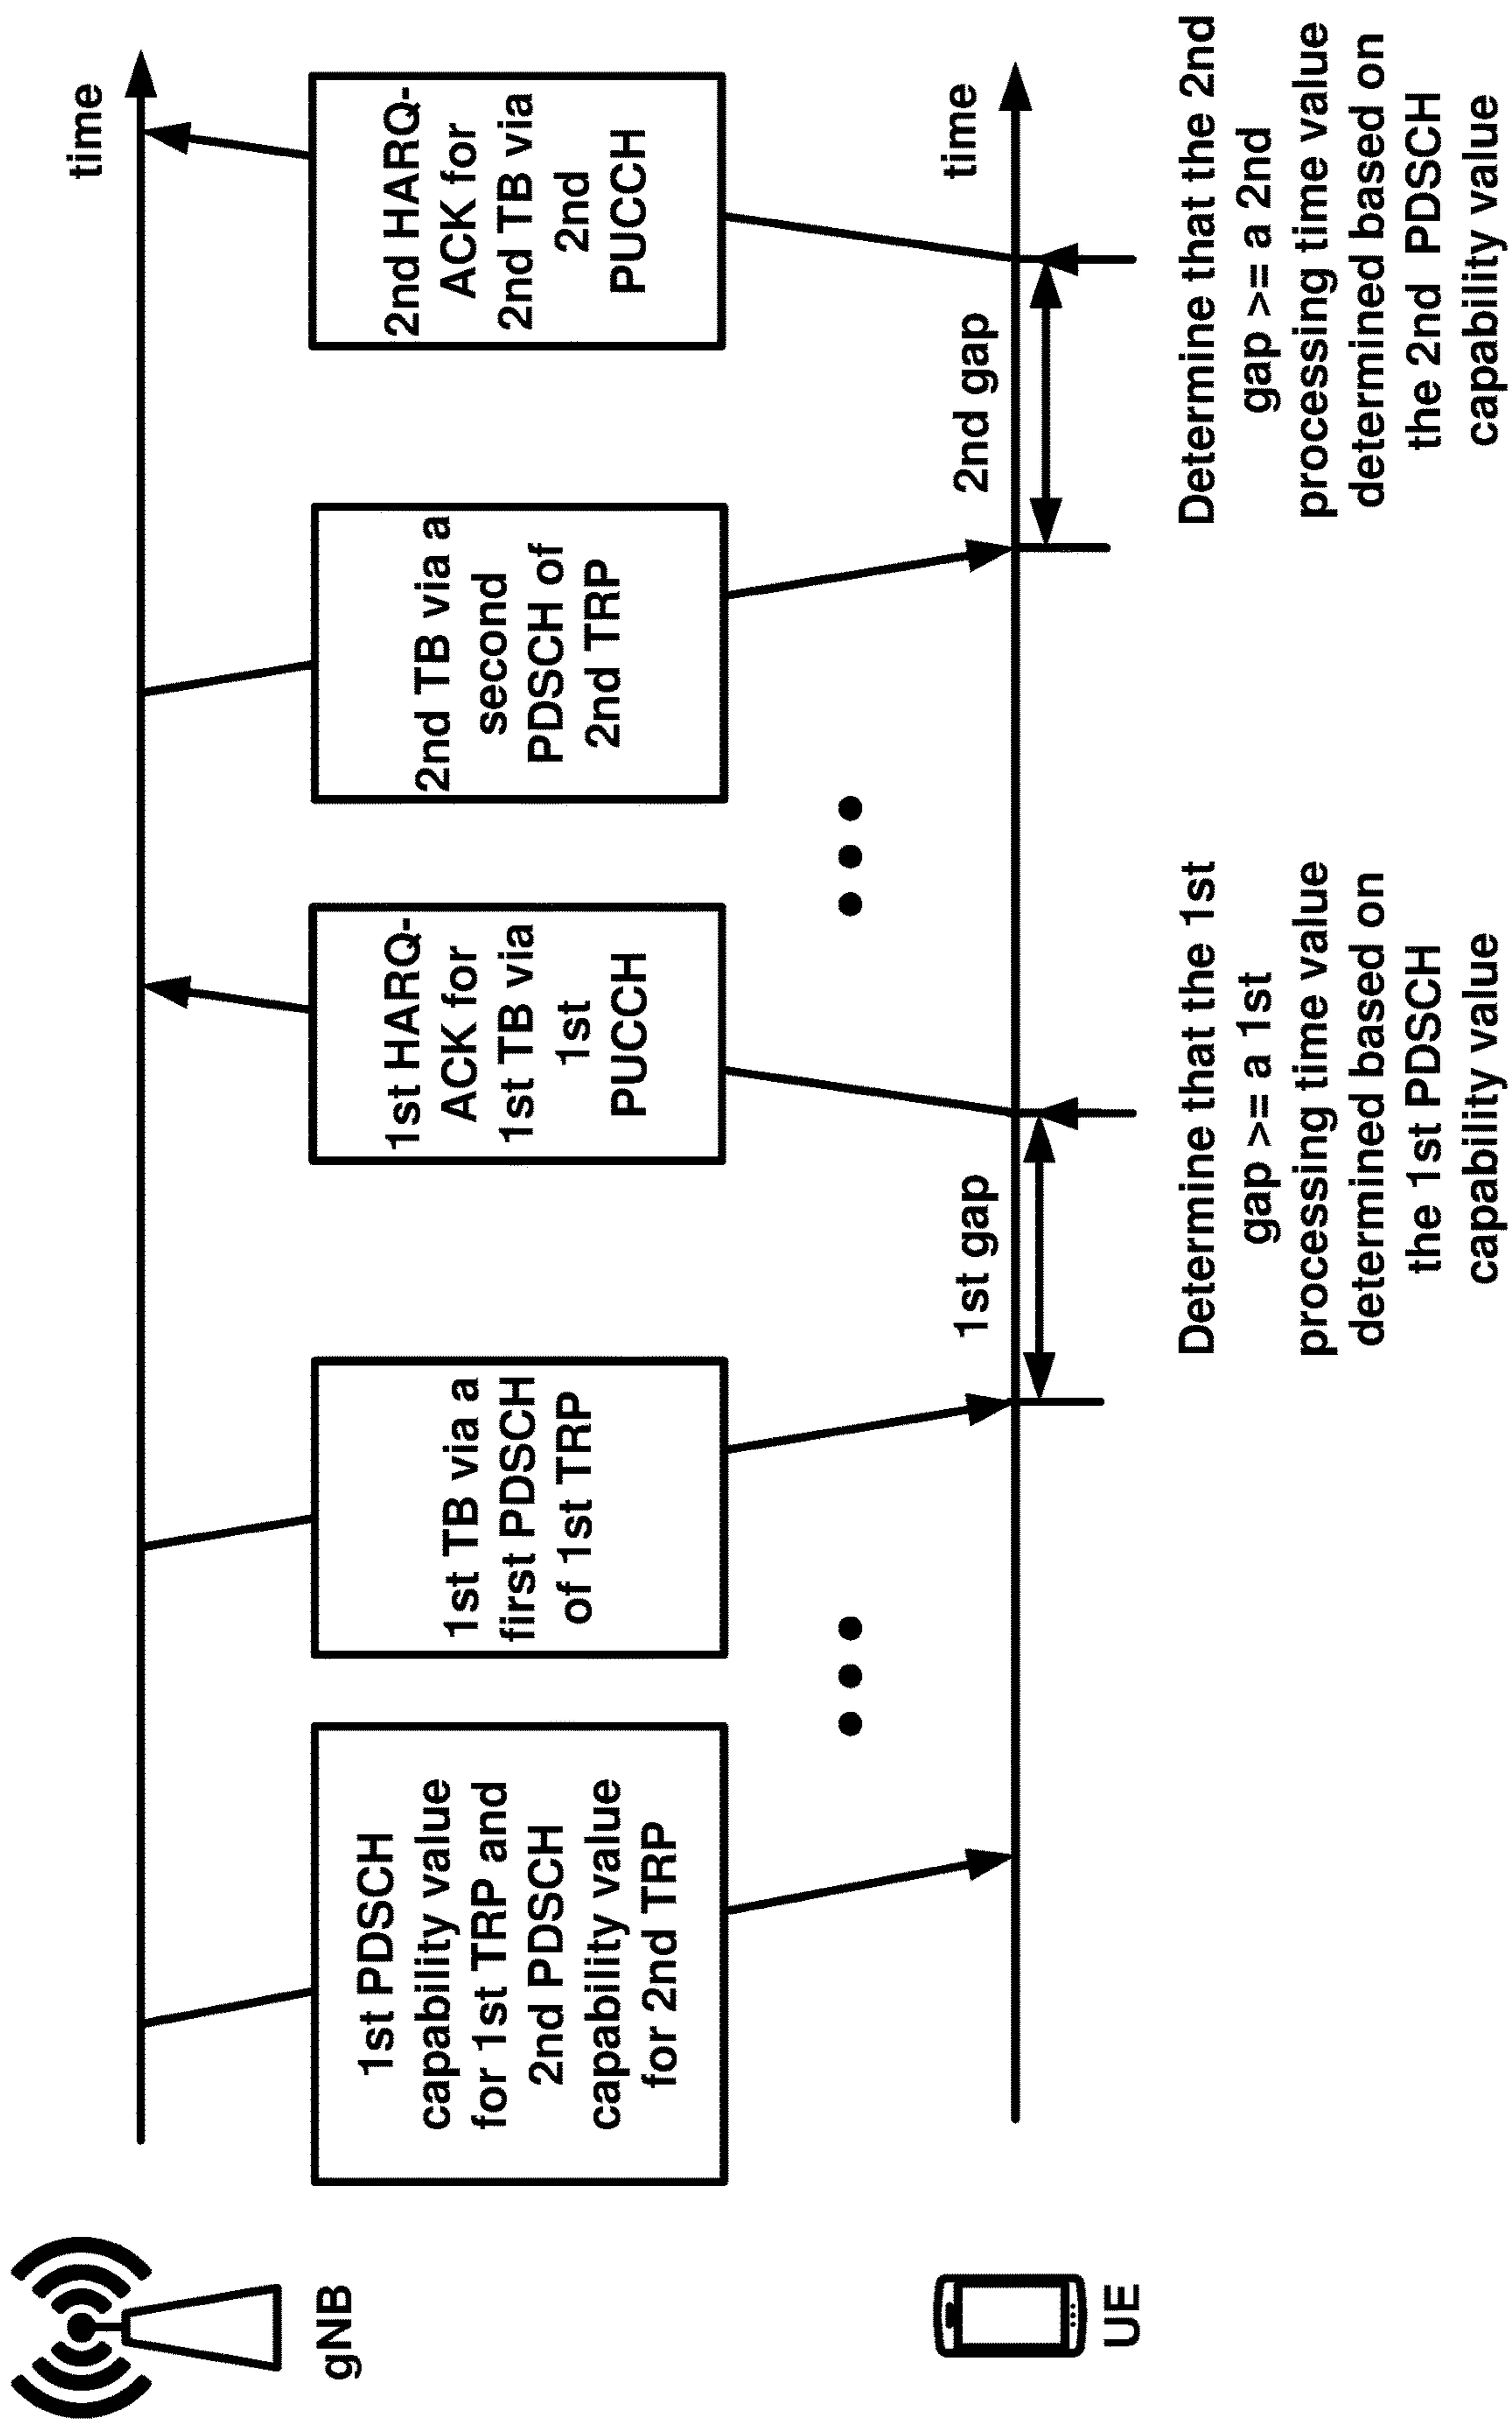 gNB
time
1st PDSCH
capability value
for 1st TRP and
2nd PDSCH
capability value
for 2nd TRP
1st TB via a
first PDSCH
of 1st TRP
1st HARQ-
ACK for
1st TB via
1st
PUCCH
2nd TB via a
second
PDSCH of
2nd TRP
2nd HARQ-
ACK for
2nd TB via
2nd
PUCCH
UE
1st gap
2nd gap
time
Determine that the 1st
gap >= a 1st
processing time value
determined based on
the 1st PDSCH
capability value
Determine that the 2nd
gap >= a 2nd
processing time value
determined based on
the 2nd PDSCH
capability value